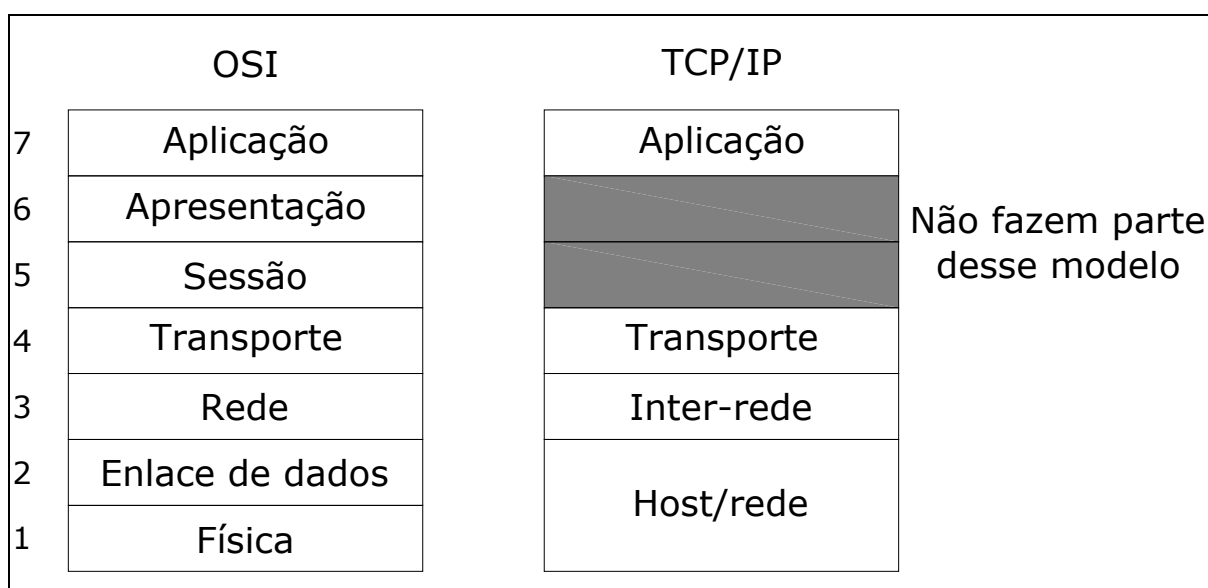 OSI TCP/IP
7 Aplicação Aplicação
6 Apresentação Não fazem parte
5 Sessão desse modelo
4 Transporte Transporte
3 Rede Inter-rede
2 Enlace de dados
Host/rede
1 Física